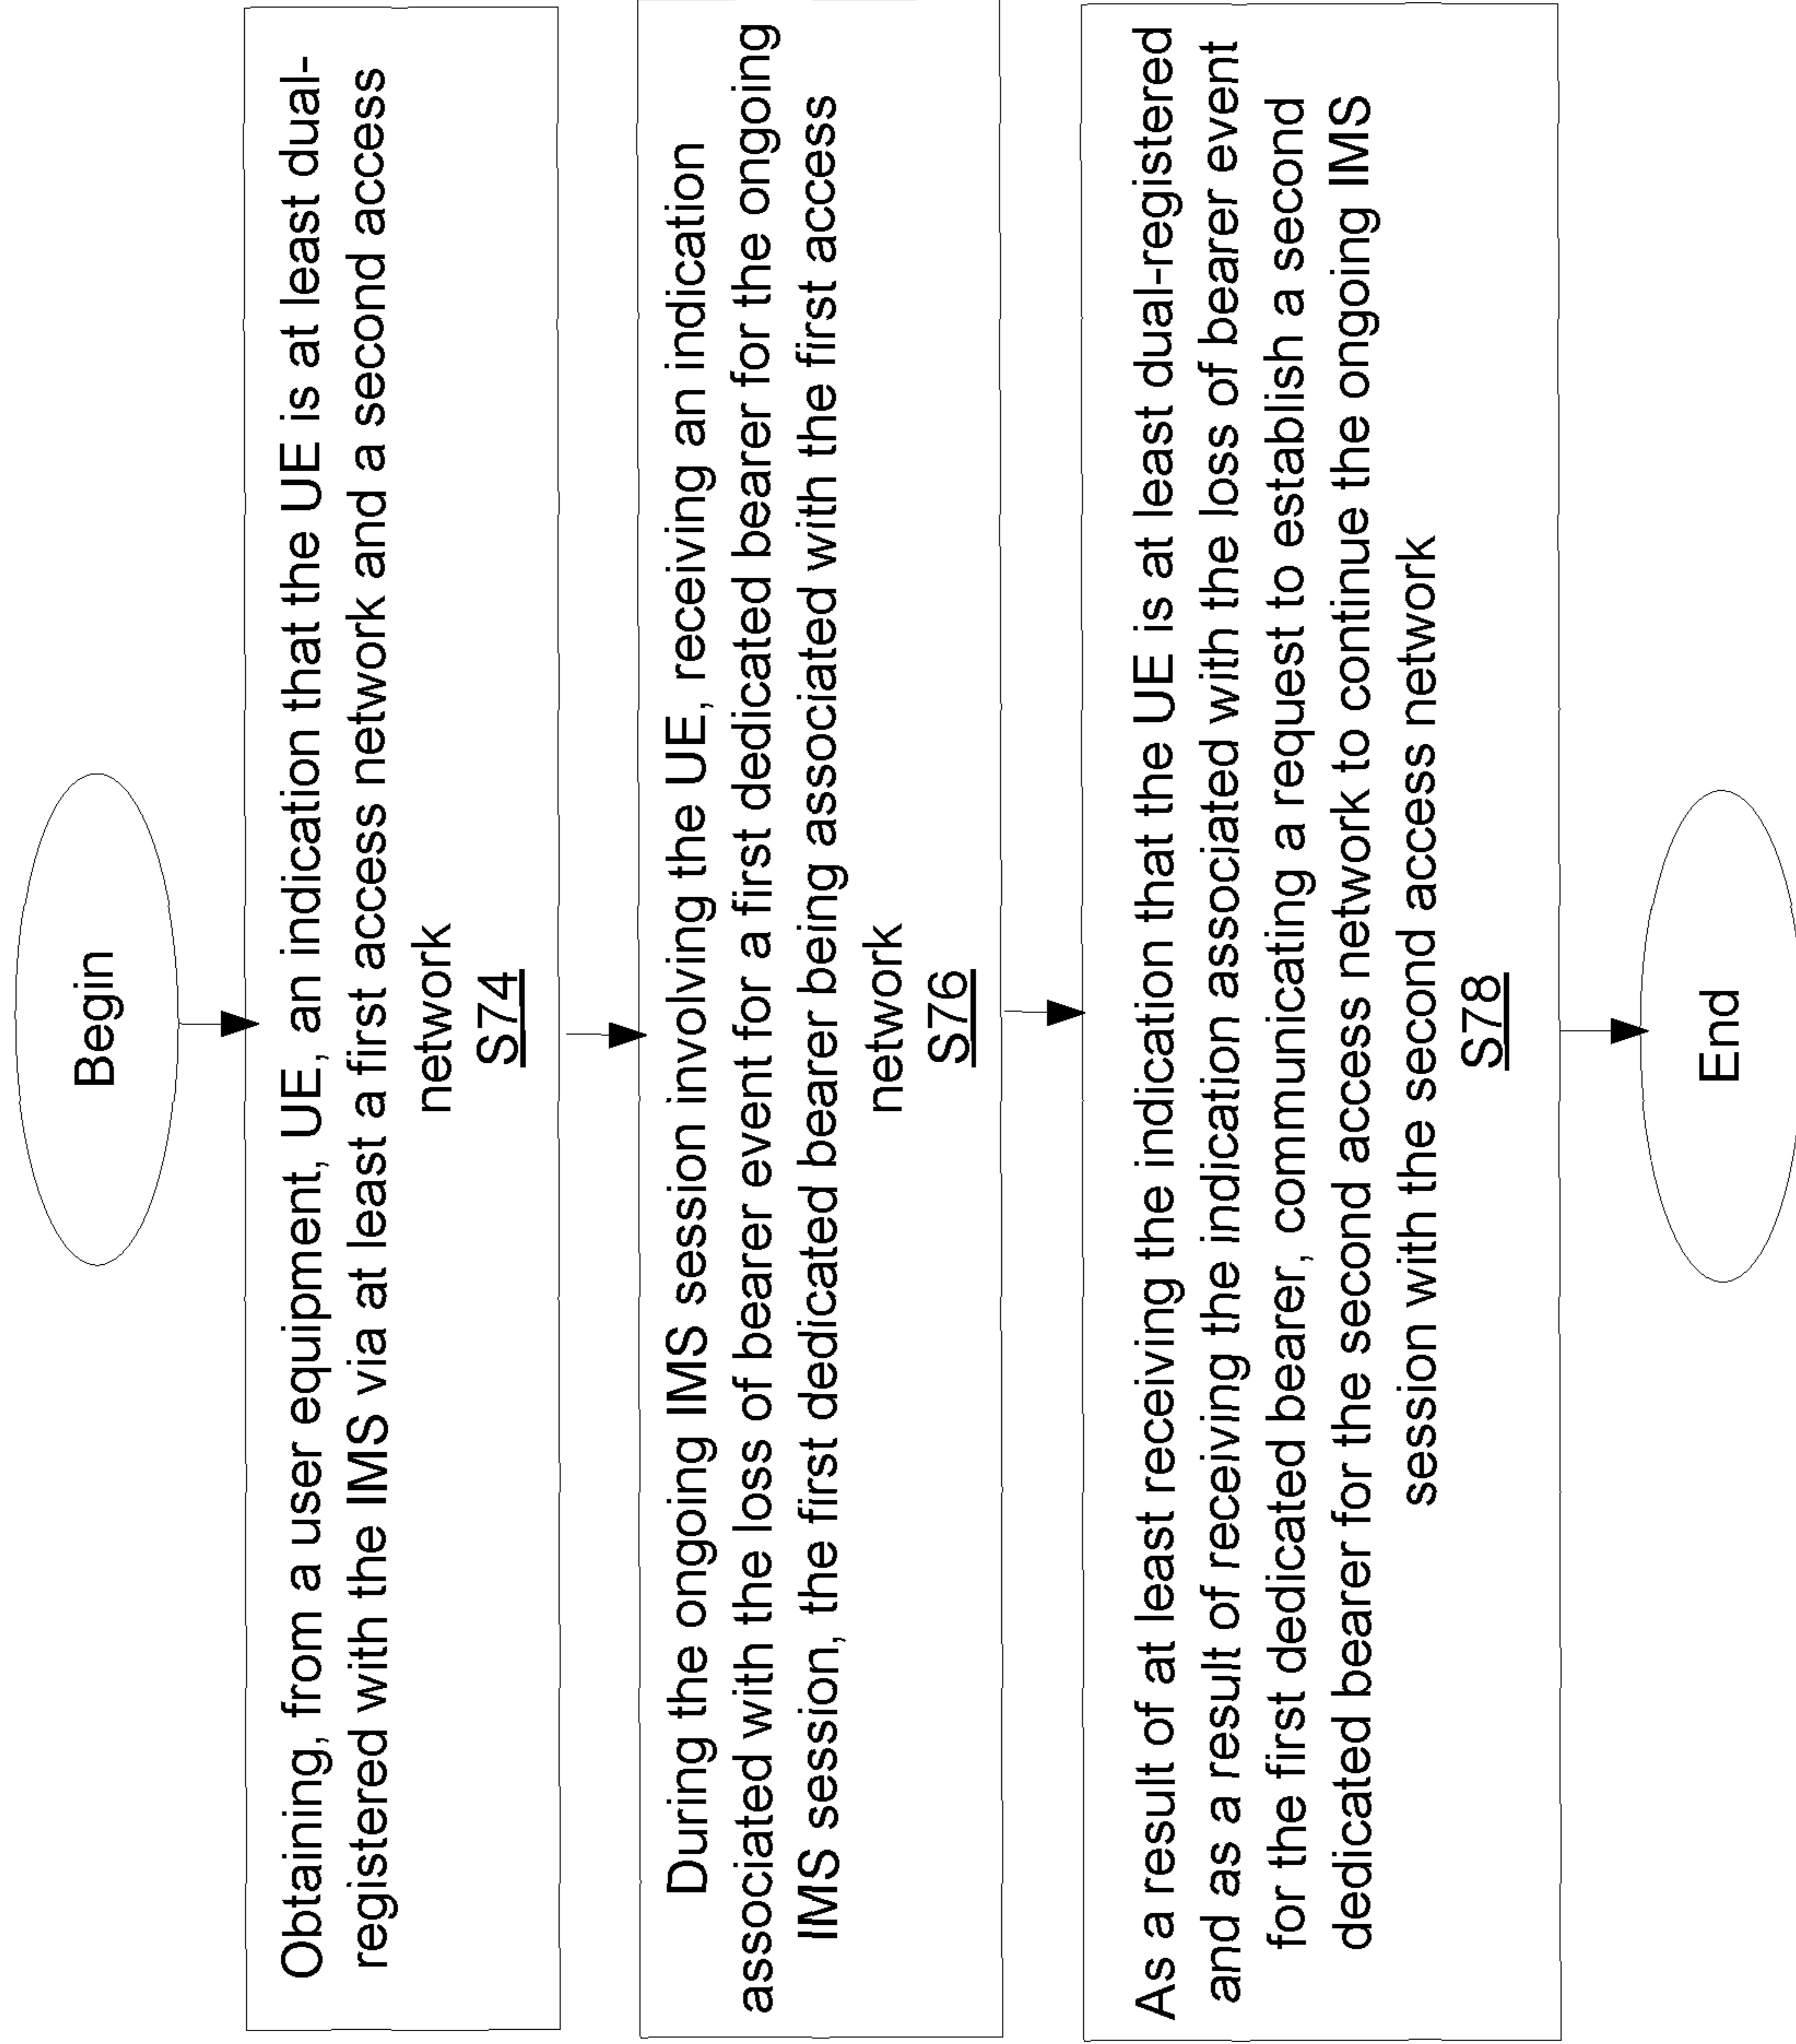 Begin
Obtaining, from a user equipment, UE, an indication that the UE is at least dual-
registered with the IMS via at least a first access network and a second access
network
S74
During the ongoing IMS session involving the UE, receiving an indication
associated with the loss of bearer event for a first dedicated bearer for the ongoing
IMS session, the first dedicated bearer being associated with the first access
network
S76
As a result of at least receiving the indication that the UE is at least dual-registered
and as a result of receiving the indication associated with the loss of bearer event
for the first dedicated bearer, communicating a request to establish a second
dedicated bearer for the second access network to continue the ongoing IMS
session with the second access network
S78
End